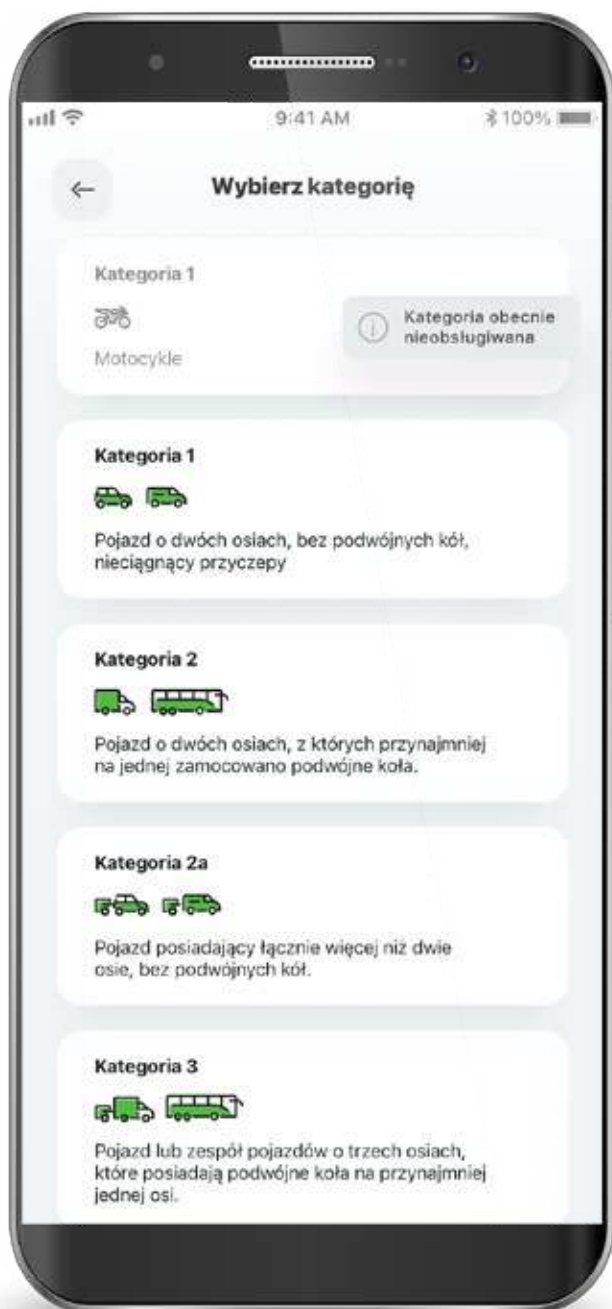 9:41 AM
100%
Wybierz kategorię
Kategoria 1
Kategoria obecnie
nieobsługiwana
Motocykle
Kategoria 1
Pojazd o dwóch osiach, bez podwójnych kół,
nieciągnący przyczepy
Kategoria 2
Pojazd o dwóch osiach, z których przynajmniej
na jednej zamocowano podwójne koła.
Kategoria 2a
Pojazd posiadający łącznie więcej niż dwie
osie, bez podwójnych kół.
Kategoria 3
Pojazd lub zespół pojazdów o trzech osiach,
które posiadają podwójne koła na przynajmniej
jednej osi.